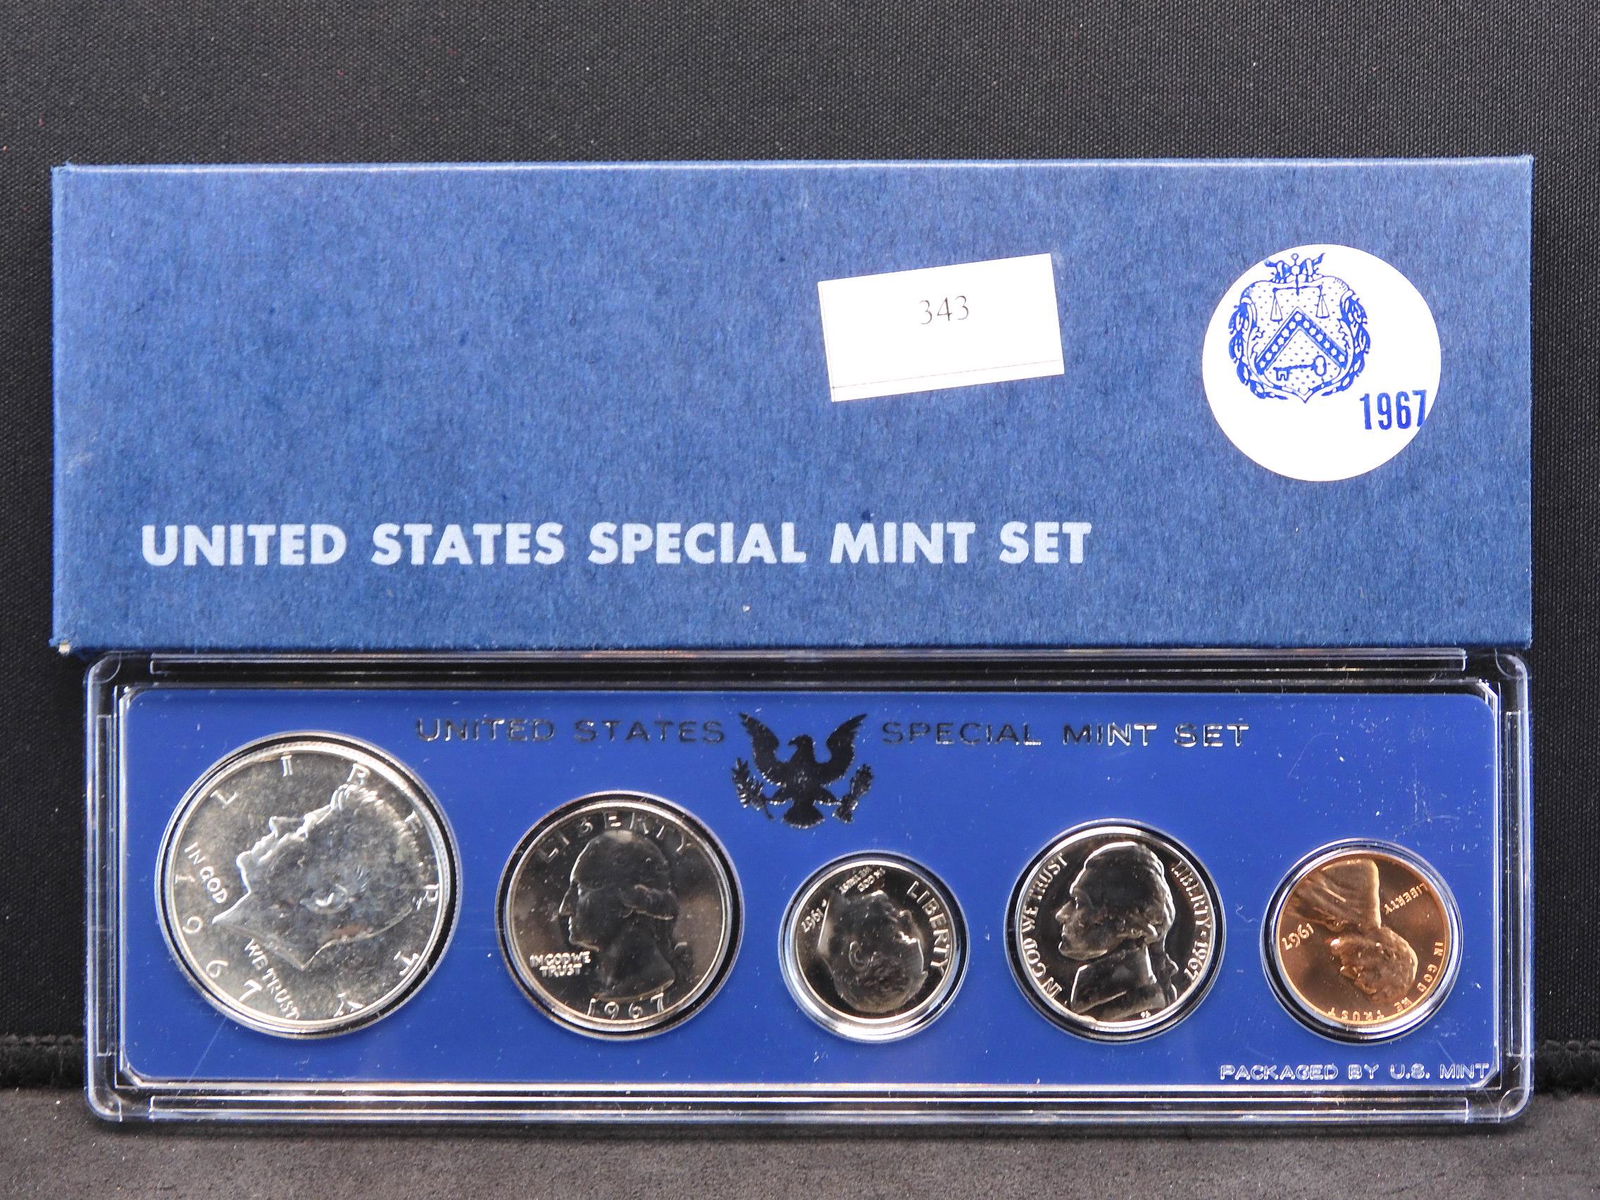 343
1967
UNITED STATES SPECIAL MINT SET
UNITED STATES SPECIAL MINT SET
LIBERTY
IN GOD
WE TRUST
1967
LIBERTY
IN GOD WE
TRUST
1967
LIBERTY
IN GOD
WE TRUST
1967
IN GOD WE TRUST
LIBERTY · 1967
IN GOD WE TRUST
LIBERTY
1967
PACKAGED BY U.S. MINT